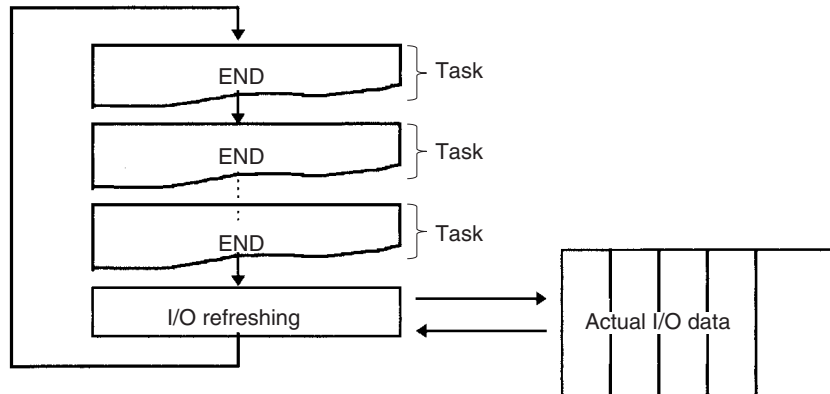 END
Task
END
Task
END
Task
I/O refreshing
Actual I/O data